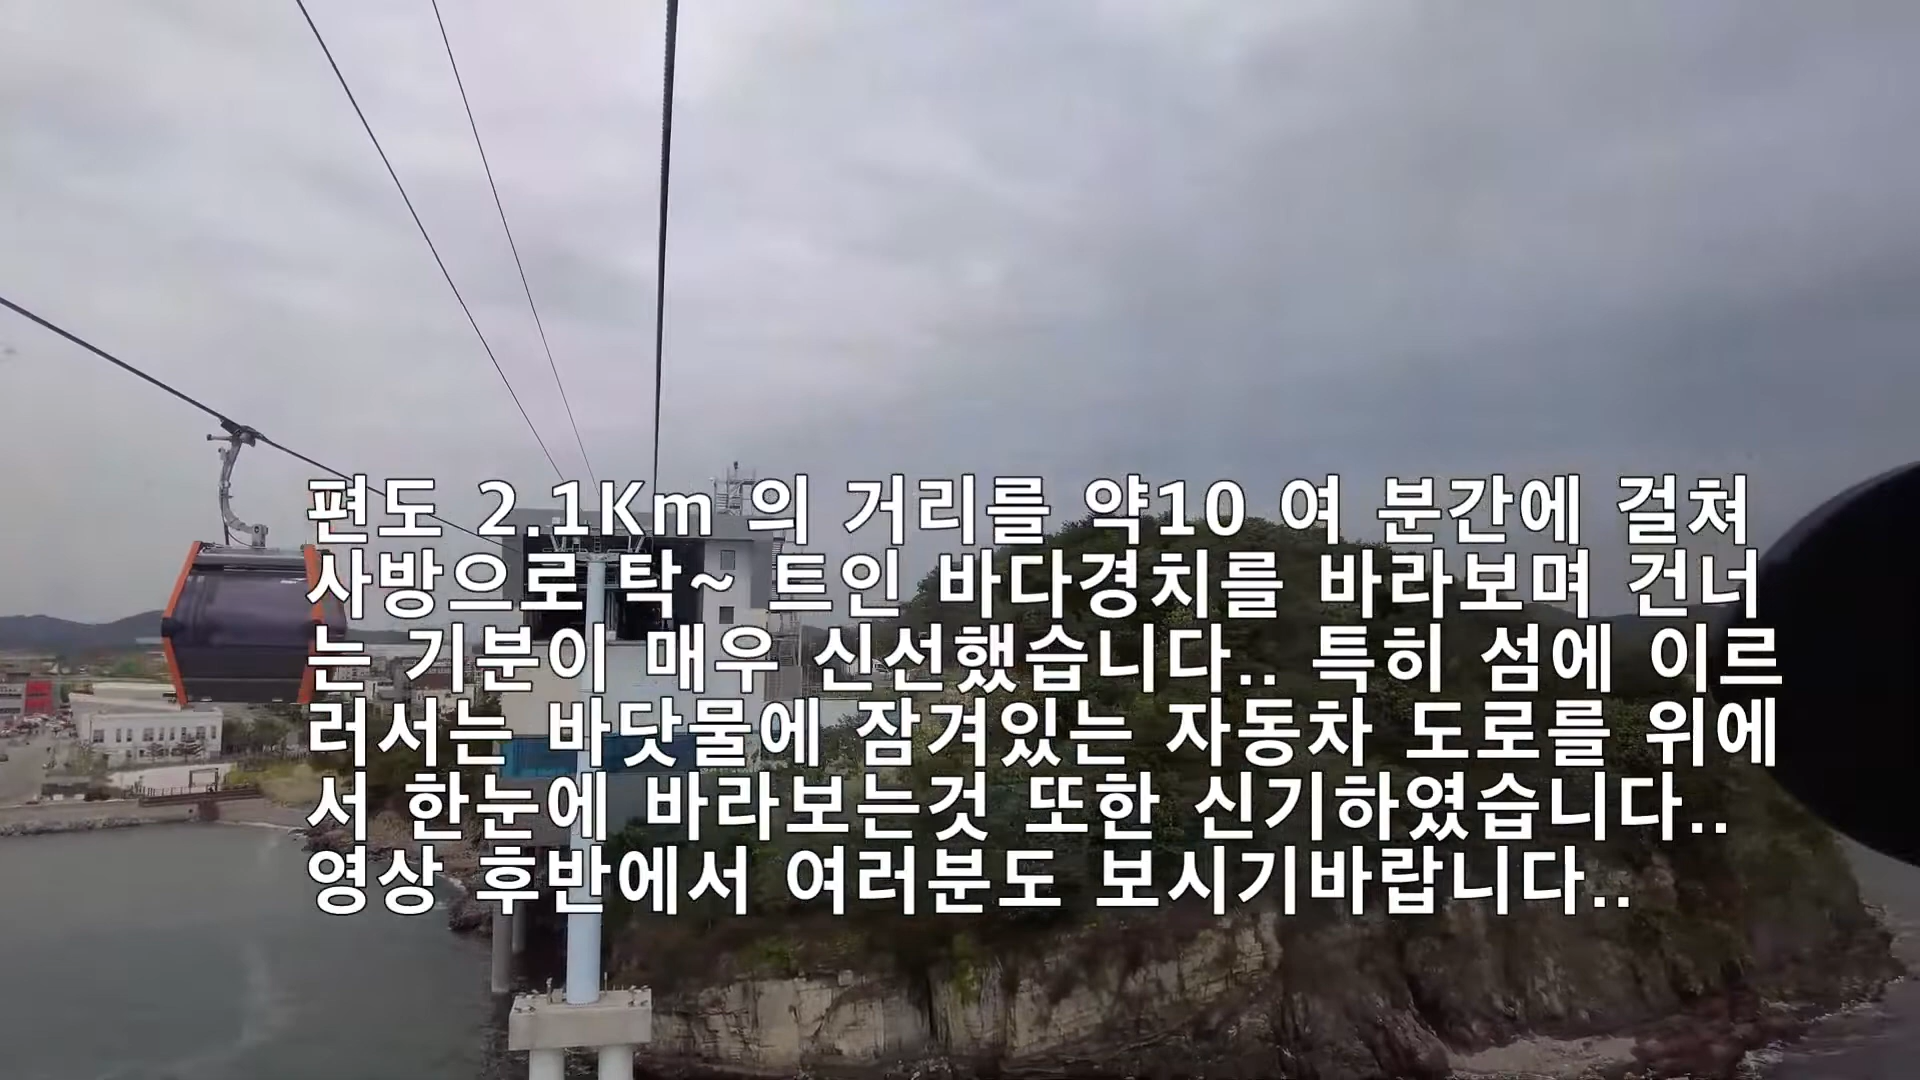 편도 2.1Km 의 거리를 약10 여 분간에 걸쳐
사방으로 탁~ 트인 바다경치를 바라보며 건너
는 기분이 매우 신선했습니다.. 특히 섬에 이르
러서는 바닷물에 잠겨있는 자동차 도로를 위에
서 한눈에 바라보는것 또한 신기하였습니다..
영상 후반에서 여러분도 보시기바랍니다..